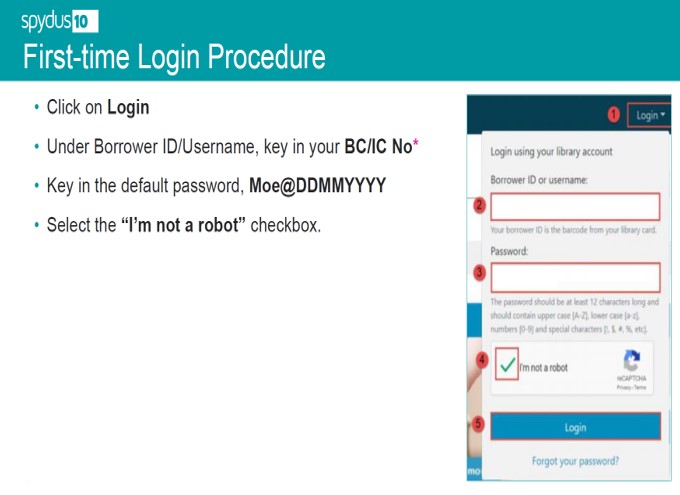 spydus10
First-time Login Procedure
• Click on Login
• Under Borrower ID/Username, key in your BC/IC No*
• Key in the default password, Moe@DDMMYYYY
• Select the “I’m not a robot” checkbox.
1 Login
Login using your library account
Borrower ID or username:
2
Your borrower ID is the barcode from your library card.
Password:
3
The password should be at least 12 characters long and
should contain upper case [A-Z], lower case [a-z],
numbers [0-9] and special characters [!, $, #, %, etc].
4 I'm not a robot
reCAPTCHA
Privacy - Terms
5 Login
Forgot your password?
mo